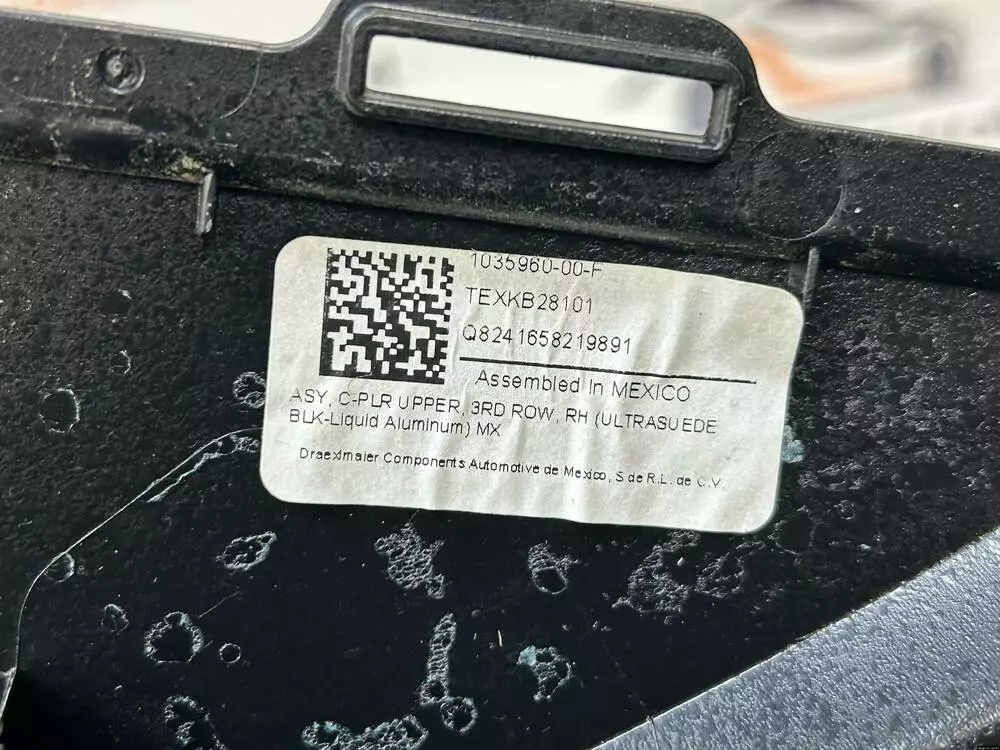 1035960-00-F
TEXKB28101
Q8241658219891
Assembled In MEXICO
ASY, C-PLR UPPER, 3RD ROW, RH (ULTRASUEDE
BLK-Liquid Aluminum) MX
Draexlmaier Components Automotive de Mexico, S de R.L. de C.V.